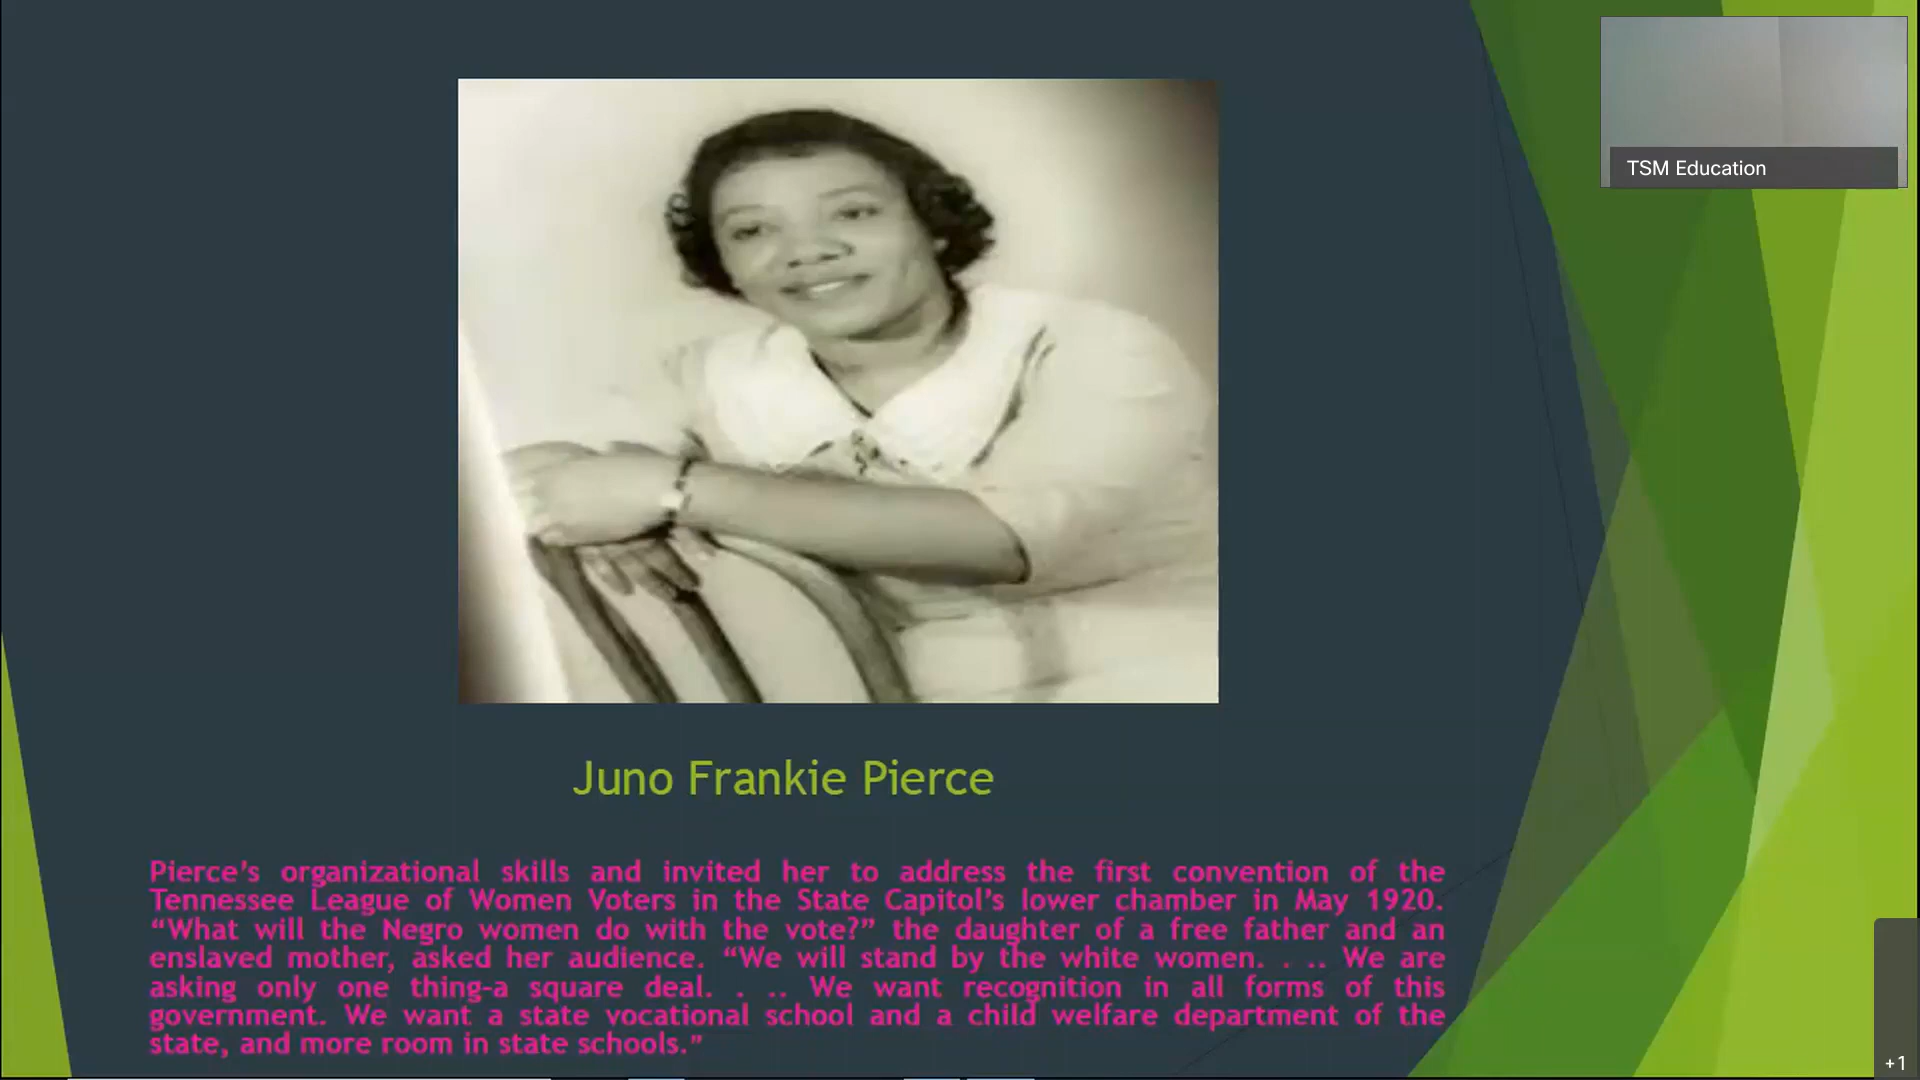 TSM Education
Juno Frankie Pierce
Pierce’s organizational skills and invited her to address the first convention of the
Tennessee League of Women Voters in the State Capitol’s lower chamber in May 1920.
“What will the Negro women do with the vote?” the daughter of a free father and an
enslaved mother, asked her audience. “We will stand by the white women. . .. We are
asking only one thing-a square deal. . .. We want recognition in all forms of this
government. We want a state vocational school and a child welfare department of the
state, and more room in state schools.”
+1